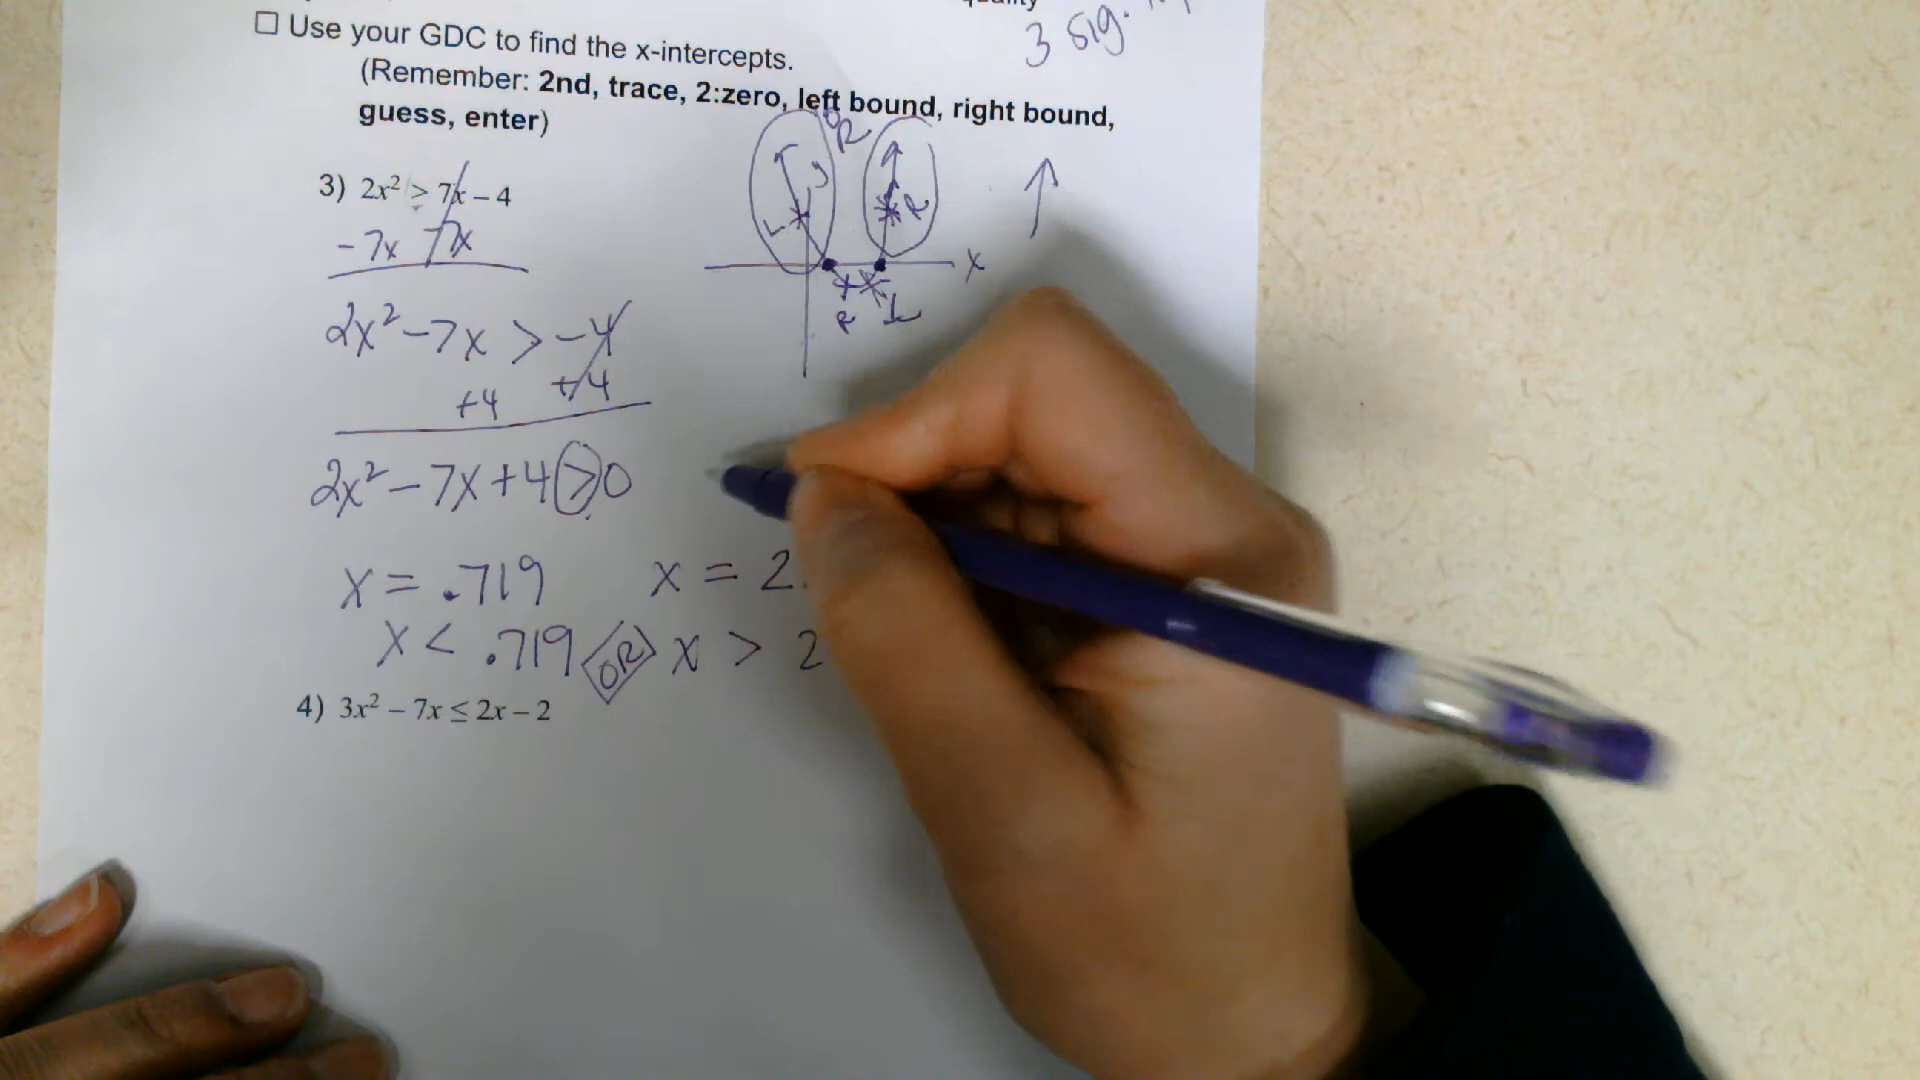 3 sig.
☐ Use your GDC to find the x-intercepts.
(Remember: 2nd, trace, 2:zero, left bound, right bound,
guess, enter)
3) 2x² > 7x – 4
-7x -7x
2x² - 7x > -4
+4 +4
2x² - 7x + 4 > 0
x = .719 x = 2.
x < .719 OR x > 2
4) 3x² – 7x ≤ 2x – 2
OR
y
L R
x
R L